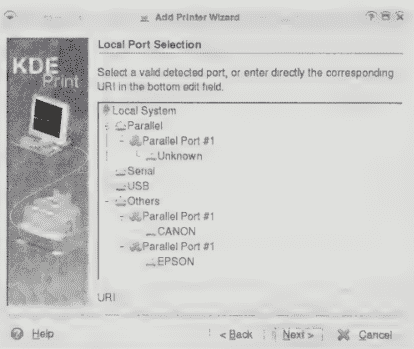 Add Printer Wizard
KDE
Print
Local Port Selection
Select a valid detected port, or enter directly the corresponding
URI in the bottom edit field.
Local System
Parallel
Parallel Port #1
Unknown
Serial
USB
Others
Parallel Port #1
CANON
Parallel Port #1
EPSON
URI
Help
< Back
Next >
Cancel